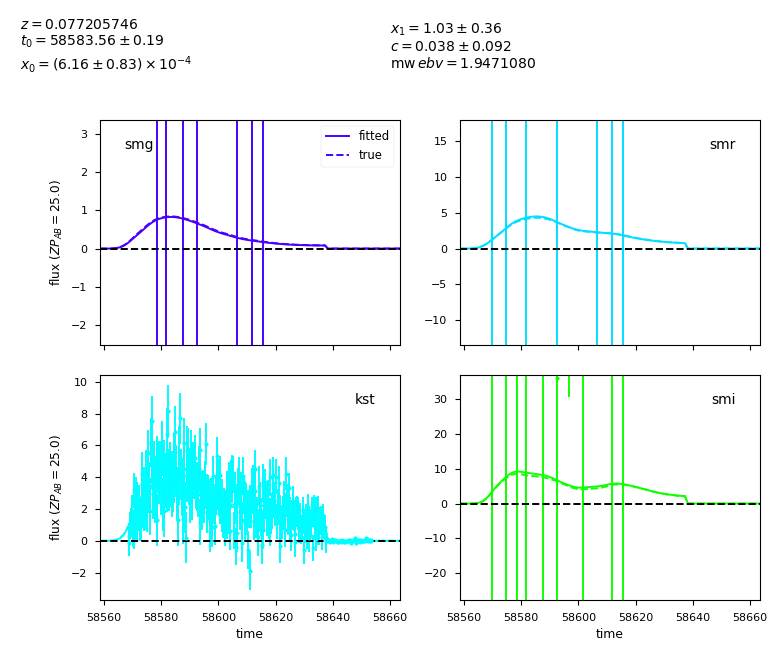 z = 0.077205746
t₀ = 58583.56 ± 0.19
x₀ = (6.16 ± 0.83) × 10⁻⁴
x₁ = 1.03 ± 0.36
c = 0.038 ± 0.092
mw ebv = 1.9471080
smg
fitted
true
3
2
1
0
−1
−2
flux (ZP_AB = 25.0)
smr
15
10
5
0
−5
−10
kst
10
8
6
4
2
0
−2
flux (ZP_AB = 25.0)
58560 58580 58600 58620 58640 58660
time
smi
30
20
10
0
−10
−20
58560 58580 58600 58620 58640 58660
time